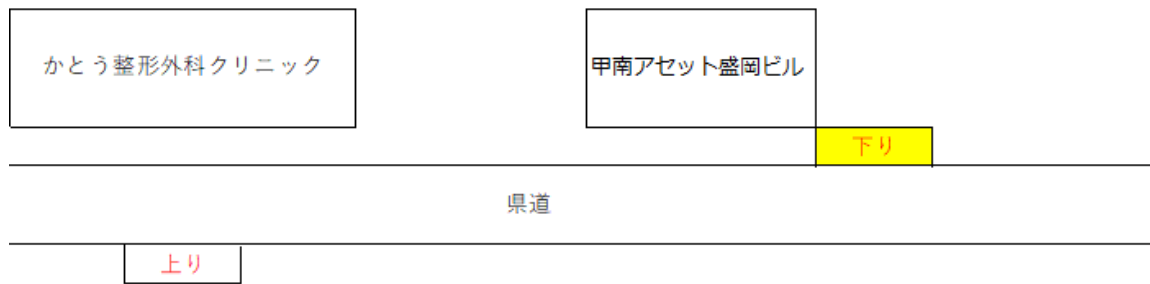 かとう整形外科クリニック
甲南アセット盛岡ビル
下り
県道
上り